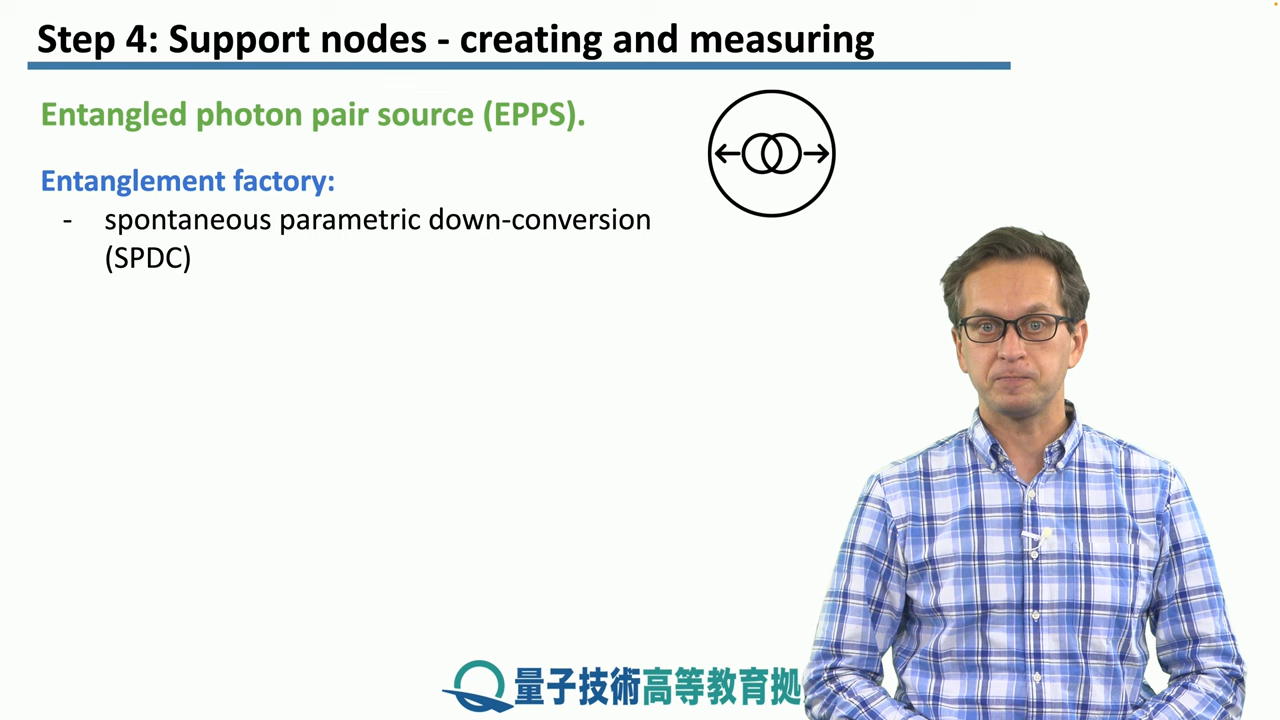 Step 4: Support nodes - creating and measuring
Entangled photon pair source (EPPS).
Entanglement factory:
- spontaneous parametric down-conversion
(SPDC)
量子技術高等教育拠